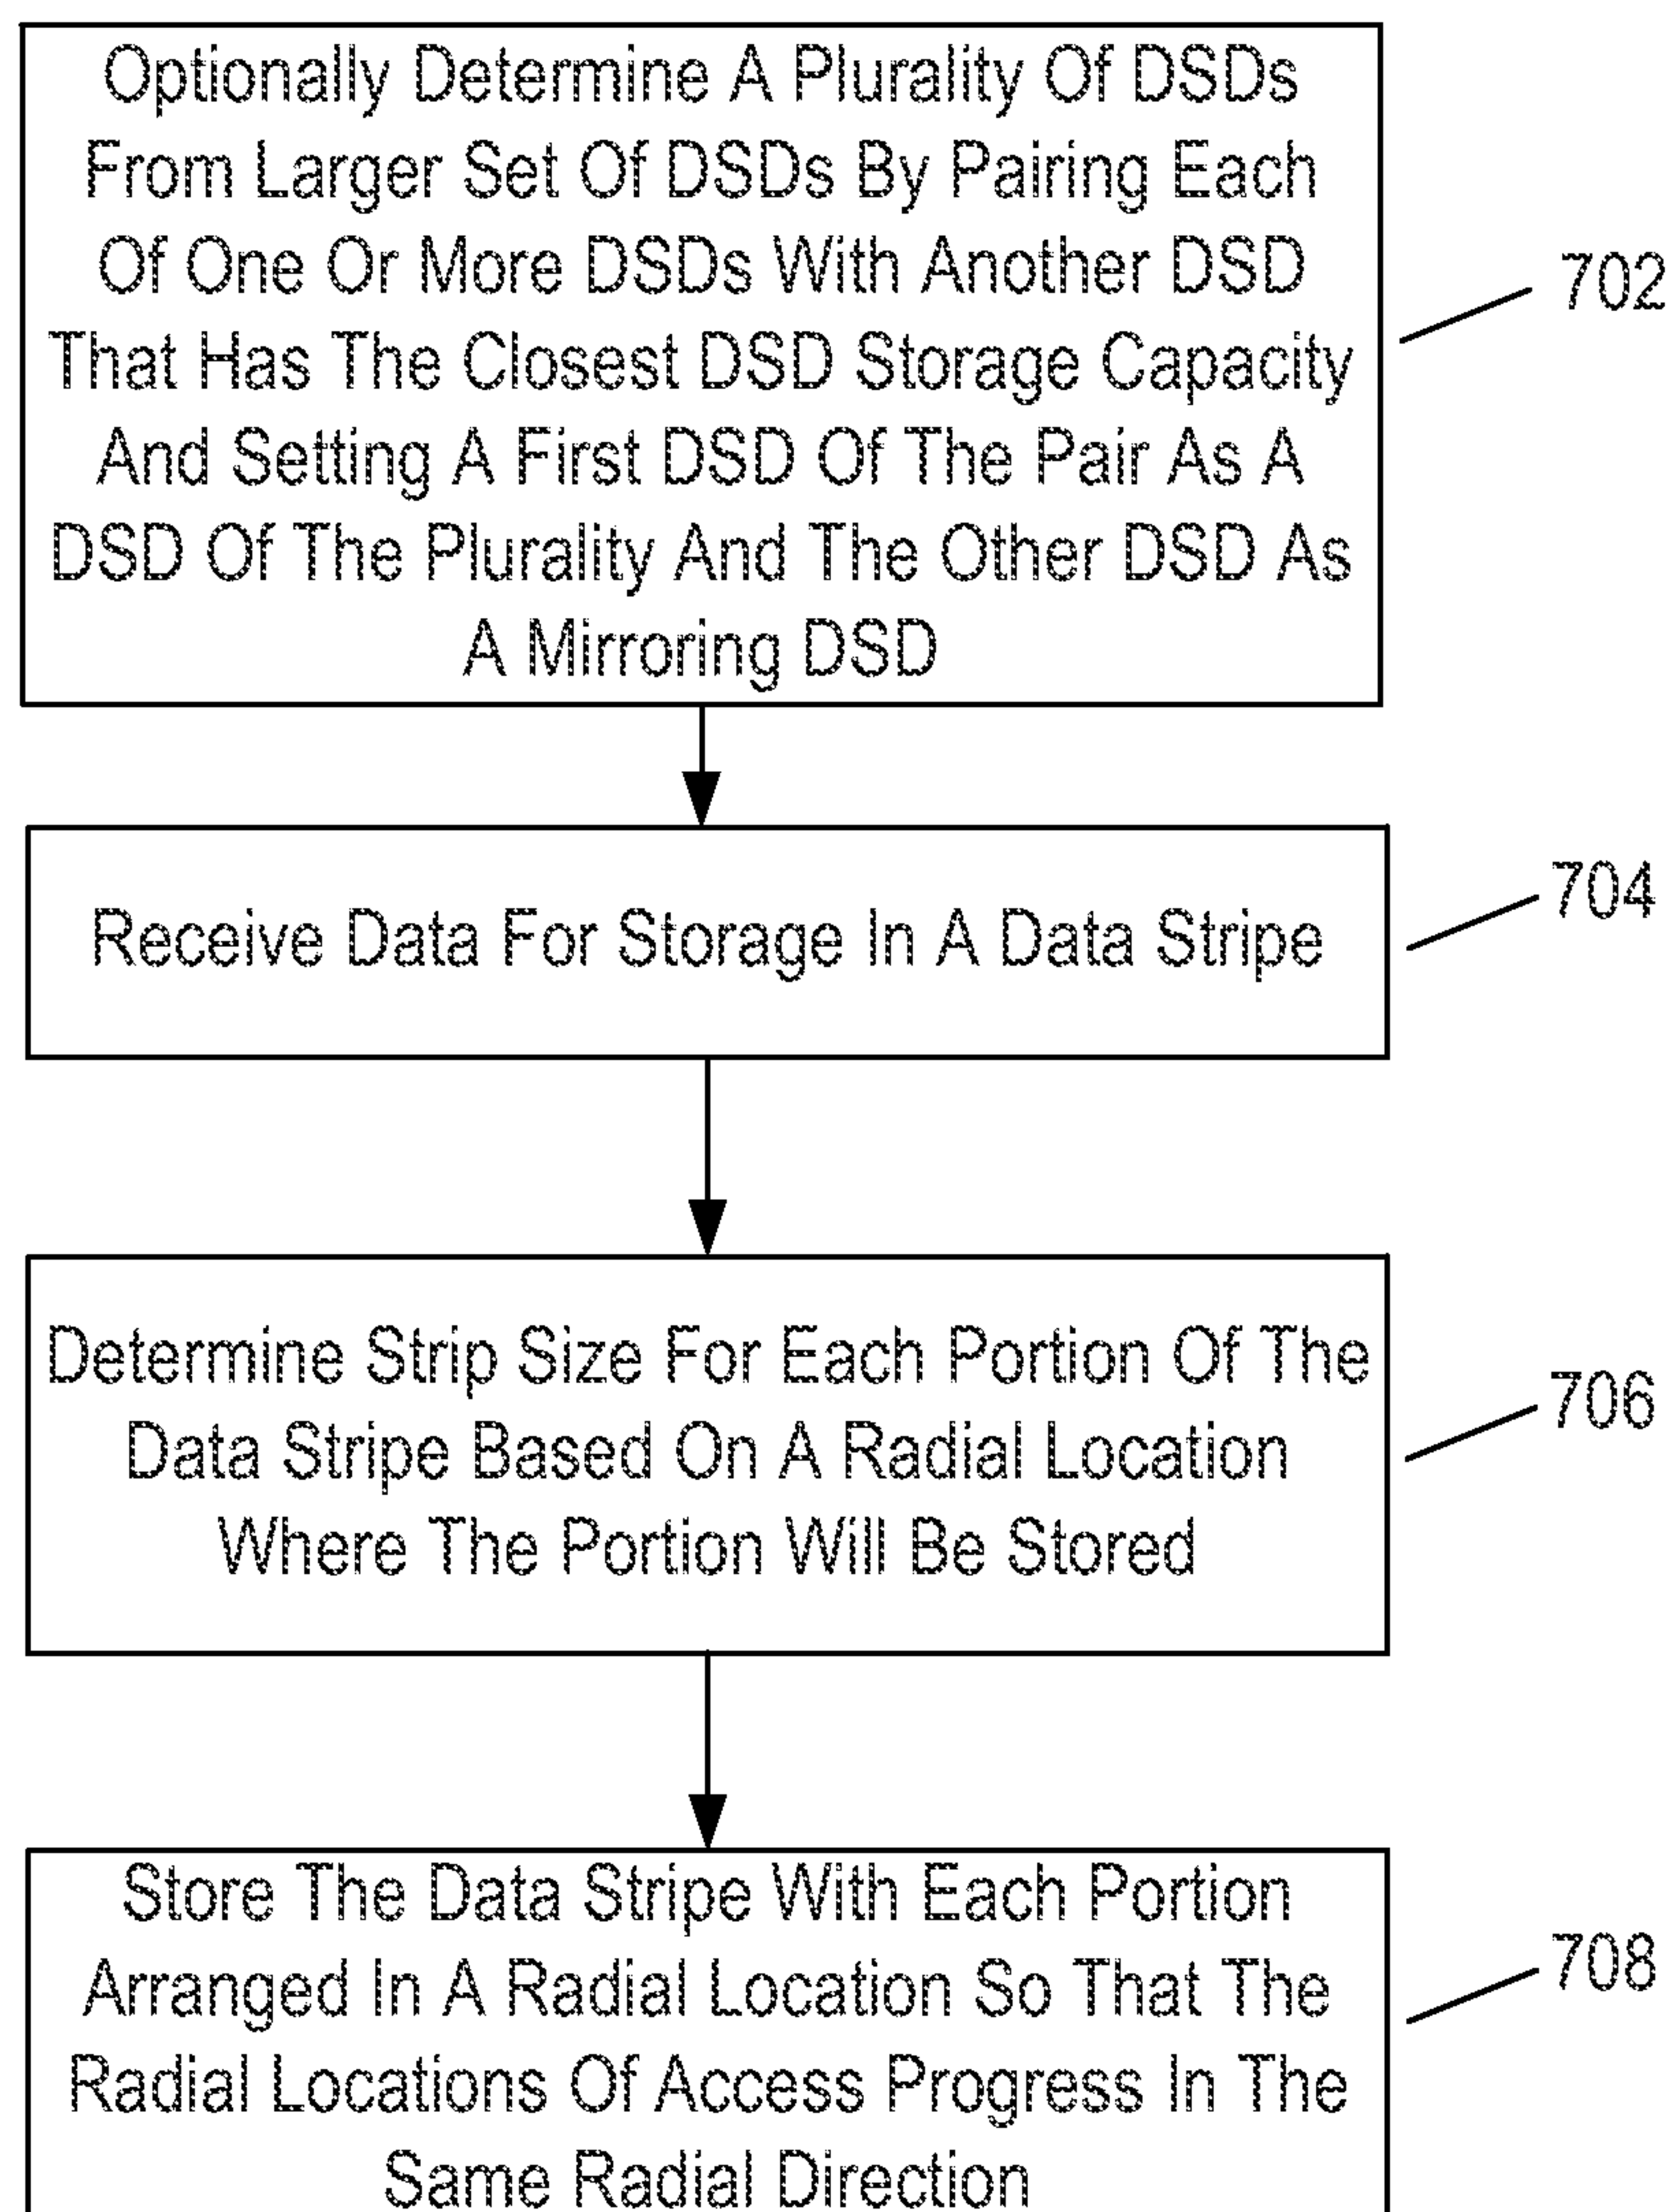 Optionally Determine A Plurality Of DSDs
From Larger Set Of DSDs By Pairing Each
Of One Or More DSDs With Another DSD
That Has The Closest DSD Storage Capacity
And Setting A First DSD Of The Pair As A
DSD Of The Plurality And The Other DSD As
A Mirroring DSD
702
Receive Data For Storage In A Data Stripe
704
Determine Strip Size For Each Portion Of The
Data Stripe Based On A Radial Location
Where The Portion Will Be Stored
706
Store The Data Stripe With Each Portion
Arranged In A Radial Location So That The
Radial Locations Of Access Progress In The
Same Radial Direction
708